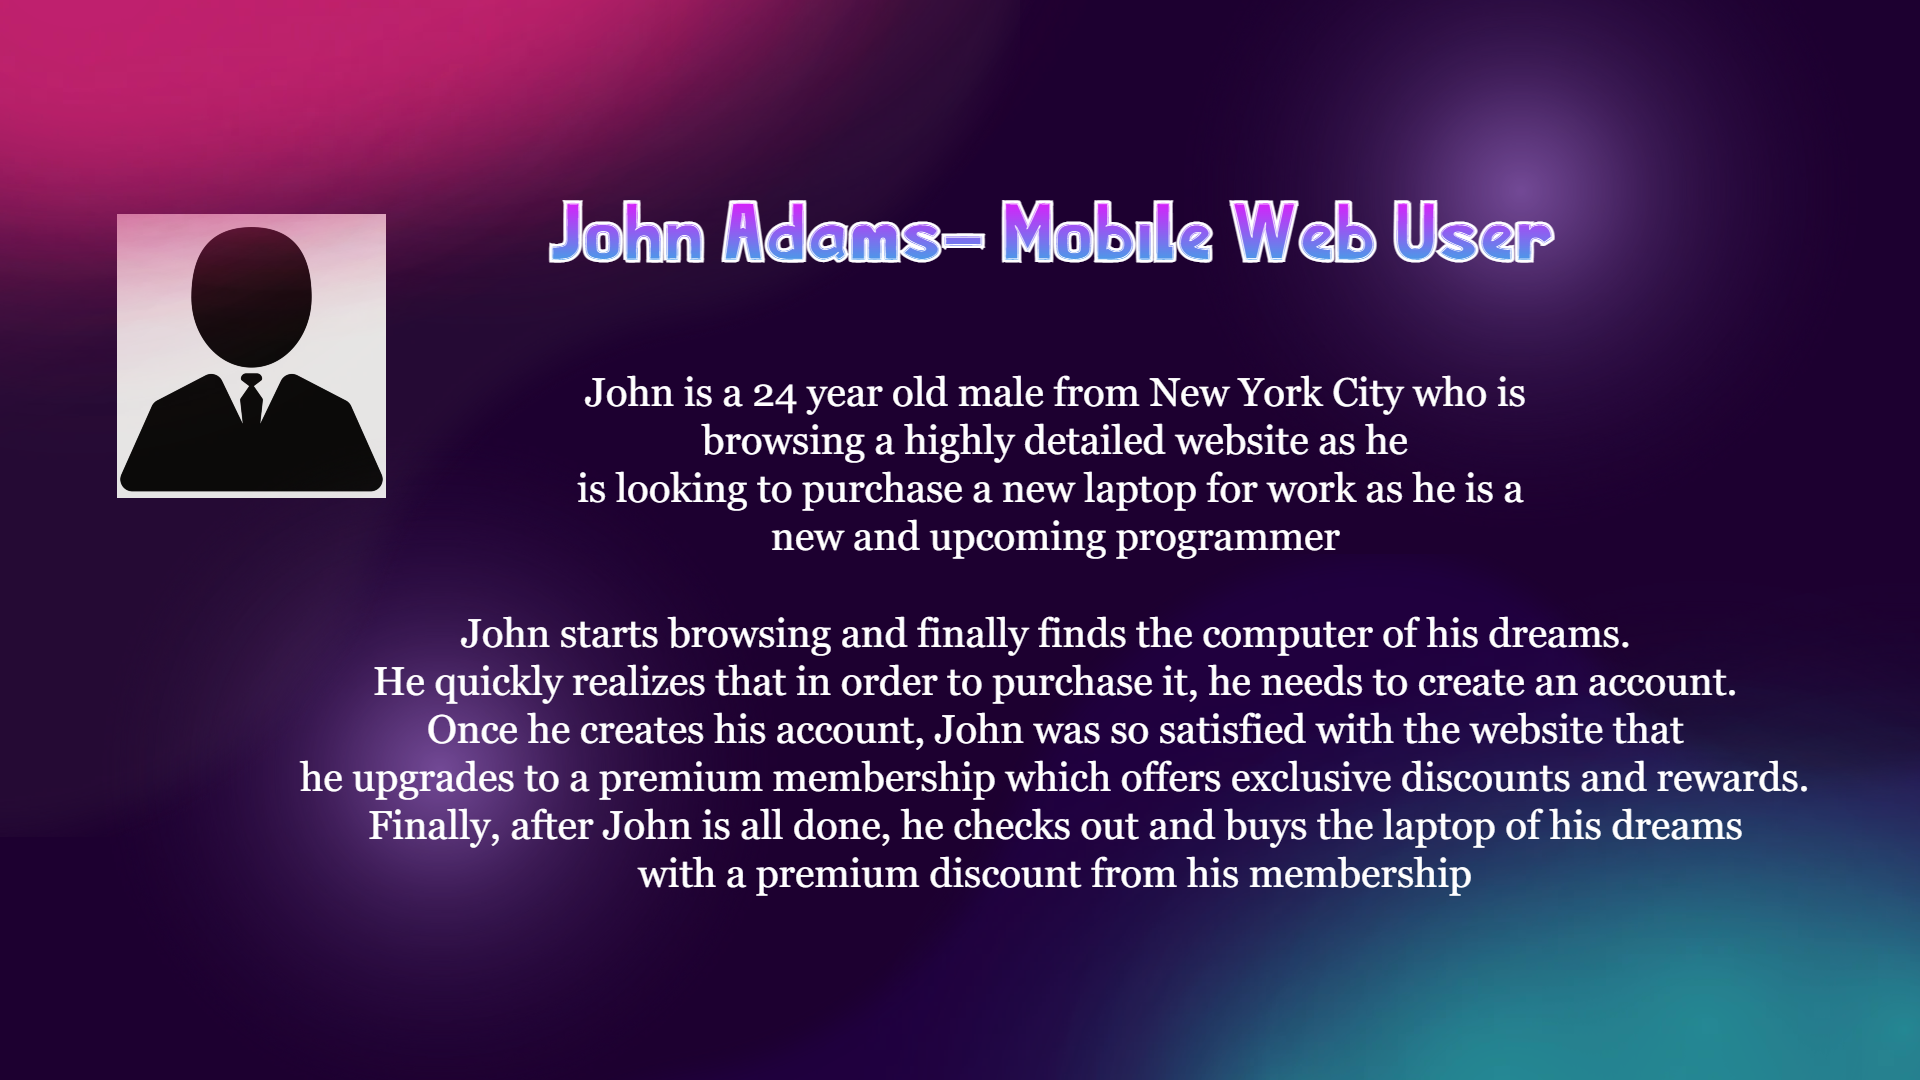 John Adams- Mobile Web User
John is a 24 year old male from New York City who is
browsing a highly detailed website as he
is looking to purchase a new laptop for work as he is a
new and upcoming programmer
John starts browsing and finally finds the computer of his dreams.
He quickly realizes that in order to purchase it, he needs to create an account.
Once he creates his account, John was so satisfied with the website that
he upgrades to a premium membership which offers exclusive discounts and rewards.
Finally, after John is all done, he checks out and buys the laptop of his dreams
with a premium discount from his membership